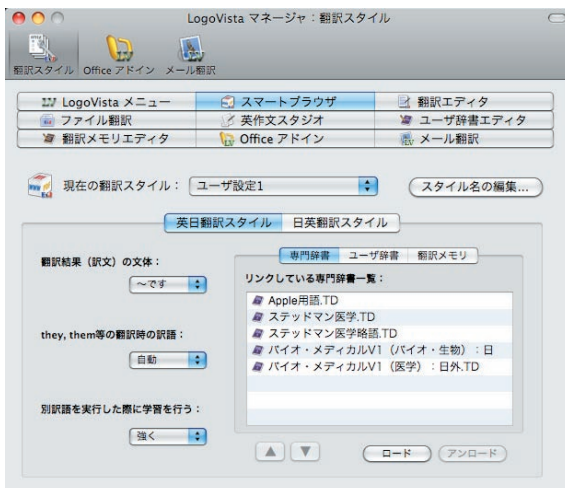 LogoVista マネージャ：翻訳スタイル
翻訳スタイル Office アドイン メール翻訳
LogoVista メニュー スマートブラウザ 翻訳エディタ
ファイル翻訳 英作文スタジオ ユーザ辞書エディタ
翻訳メモリエディタ Office アドイン メール翻訳
現在の翻訳スタイル： ユーザ設定1 スタイル名の編集...
英日翻訳スタイル 日英翻訳スタイル
翻訳結果（訳文）の文体：
〜です
they, them等の翻訳時の訳語：
自動
別訳語を実行した際に学習を行う：
強く
専門辞書 ユーザ辞書 翻訳メモリ
リンクしている専門辞書一覧：
Apple用語.TD
ステッドマン医学.TD
ステッドマン医学略語.TD
バイオ・メディカルV1（バイオ・生物）：日
バイオ・メディカルV1（医学）：日外.TD
ロード アンロード